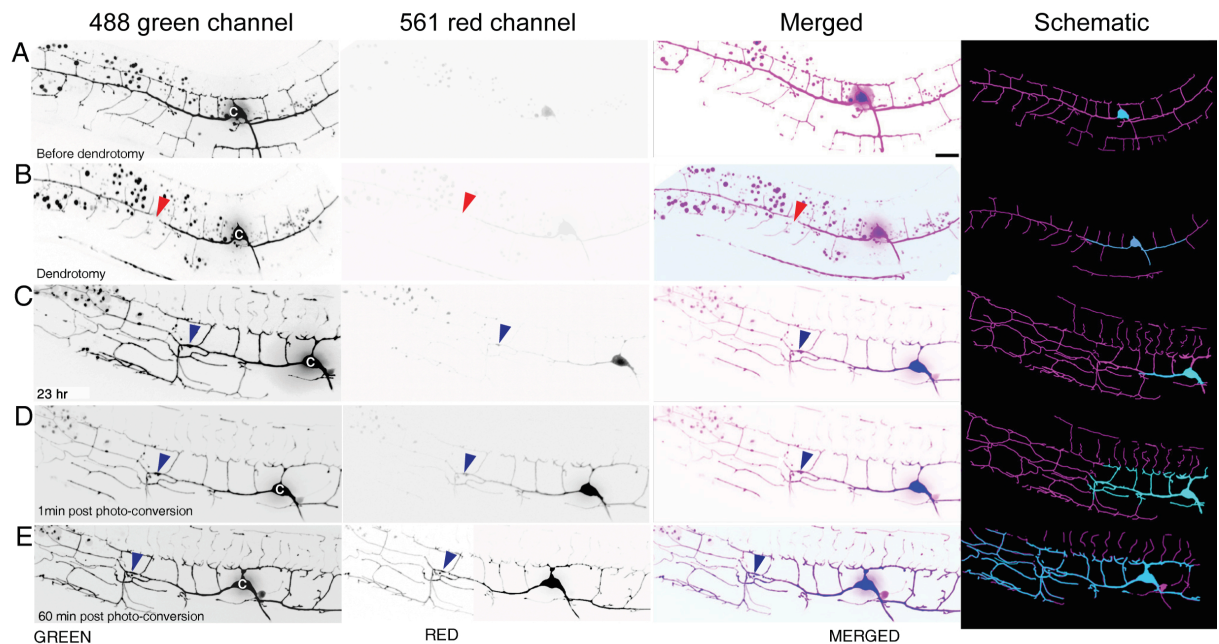 488 green channel 561 red channel Merged Schematic
A
C
Before dendrotomy
B
C
Dendrotomy
C
C
23 hr
D
C
1min post photo-conversion
E
C
60 min post photo-conversion
GREEN RED MERGED